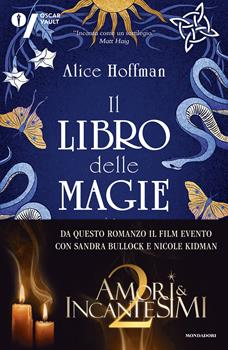 OSCAR
VAULT
"Incanta come un sortilegio."
Matt Haig
Alice Hoffman
Il
LIBRO
delle
MAGIE
DA QUESTO ROMANZO IL FILM EVENTO
CON SANDRA BULLOCK E NICOLE KIDMAN
AMORI &
INCANTESIMI
2
MONDADORI